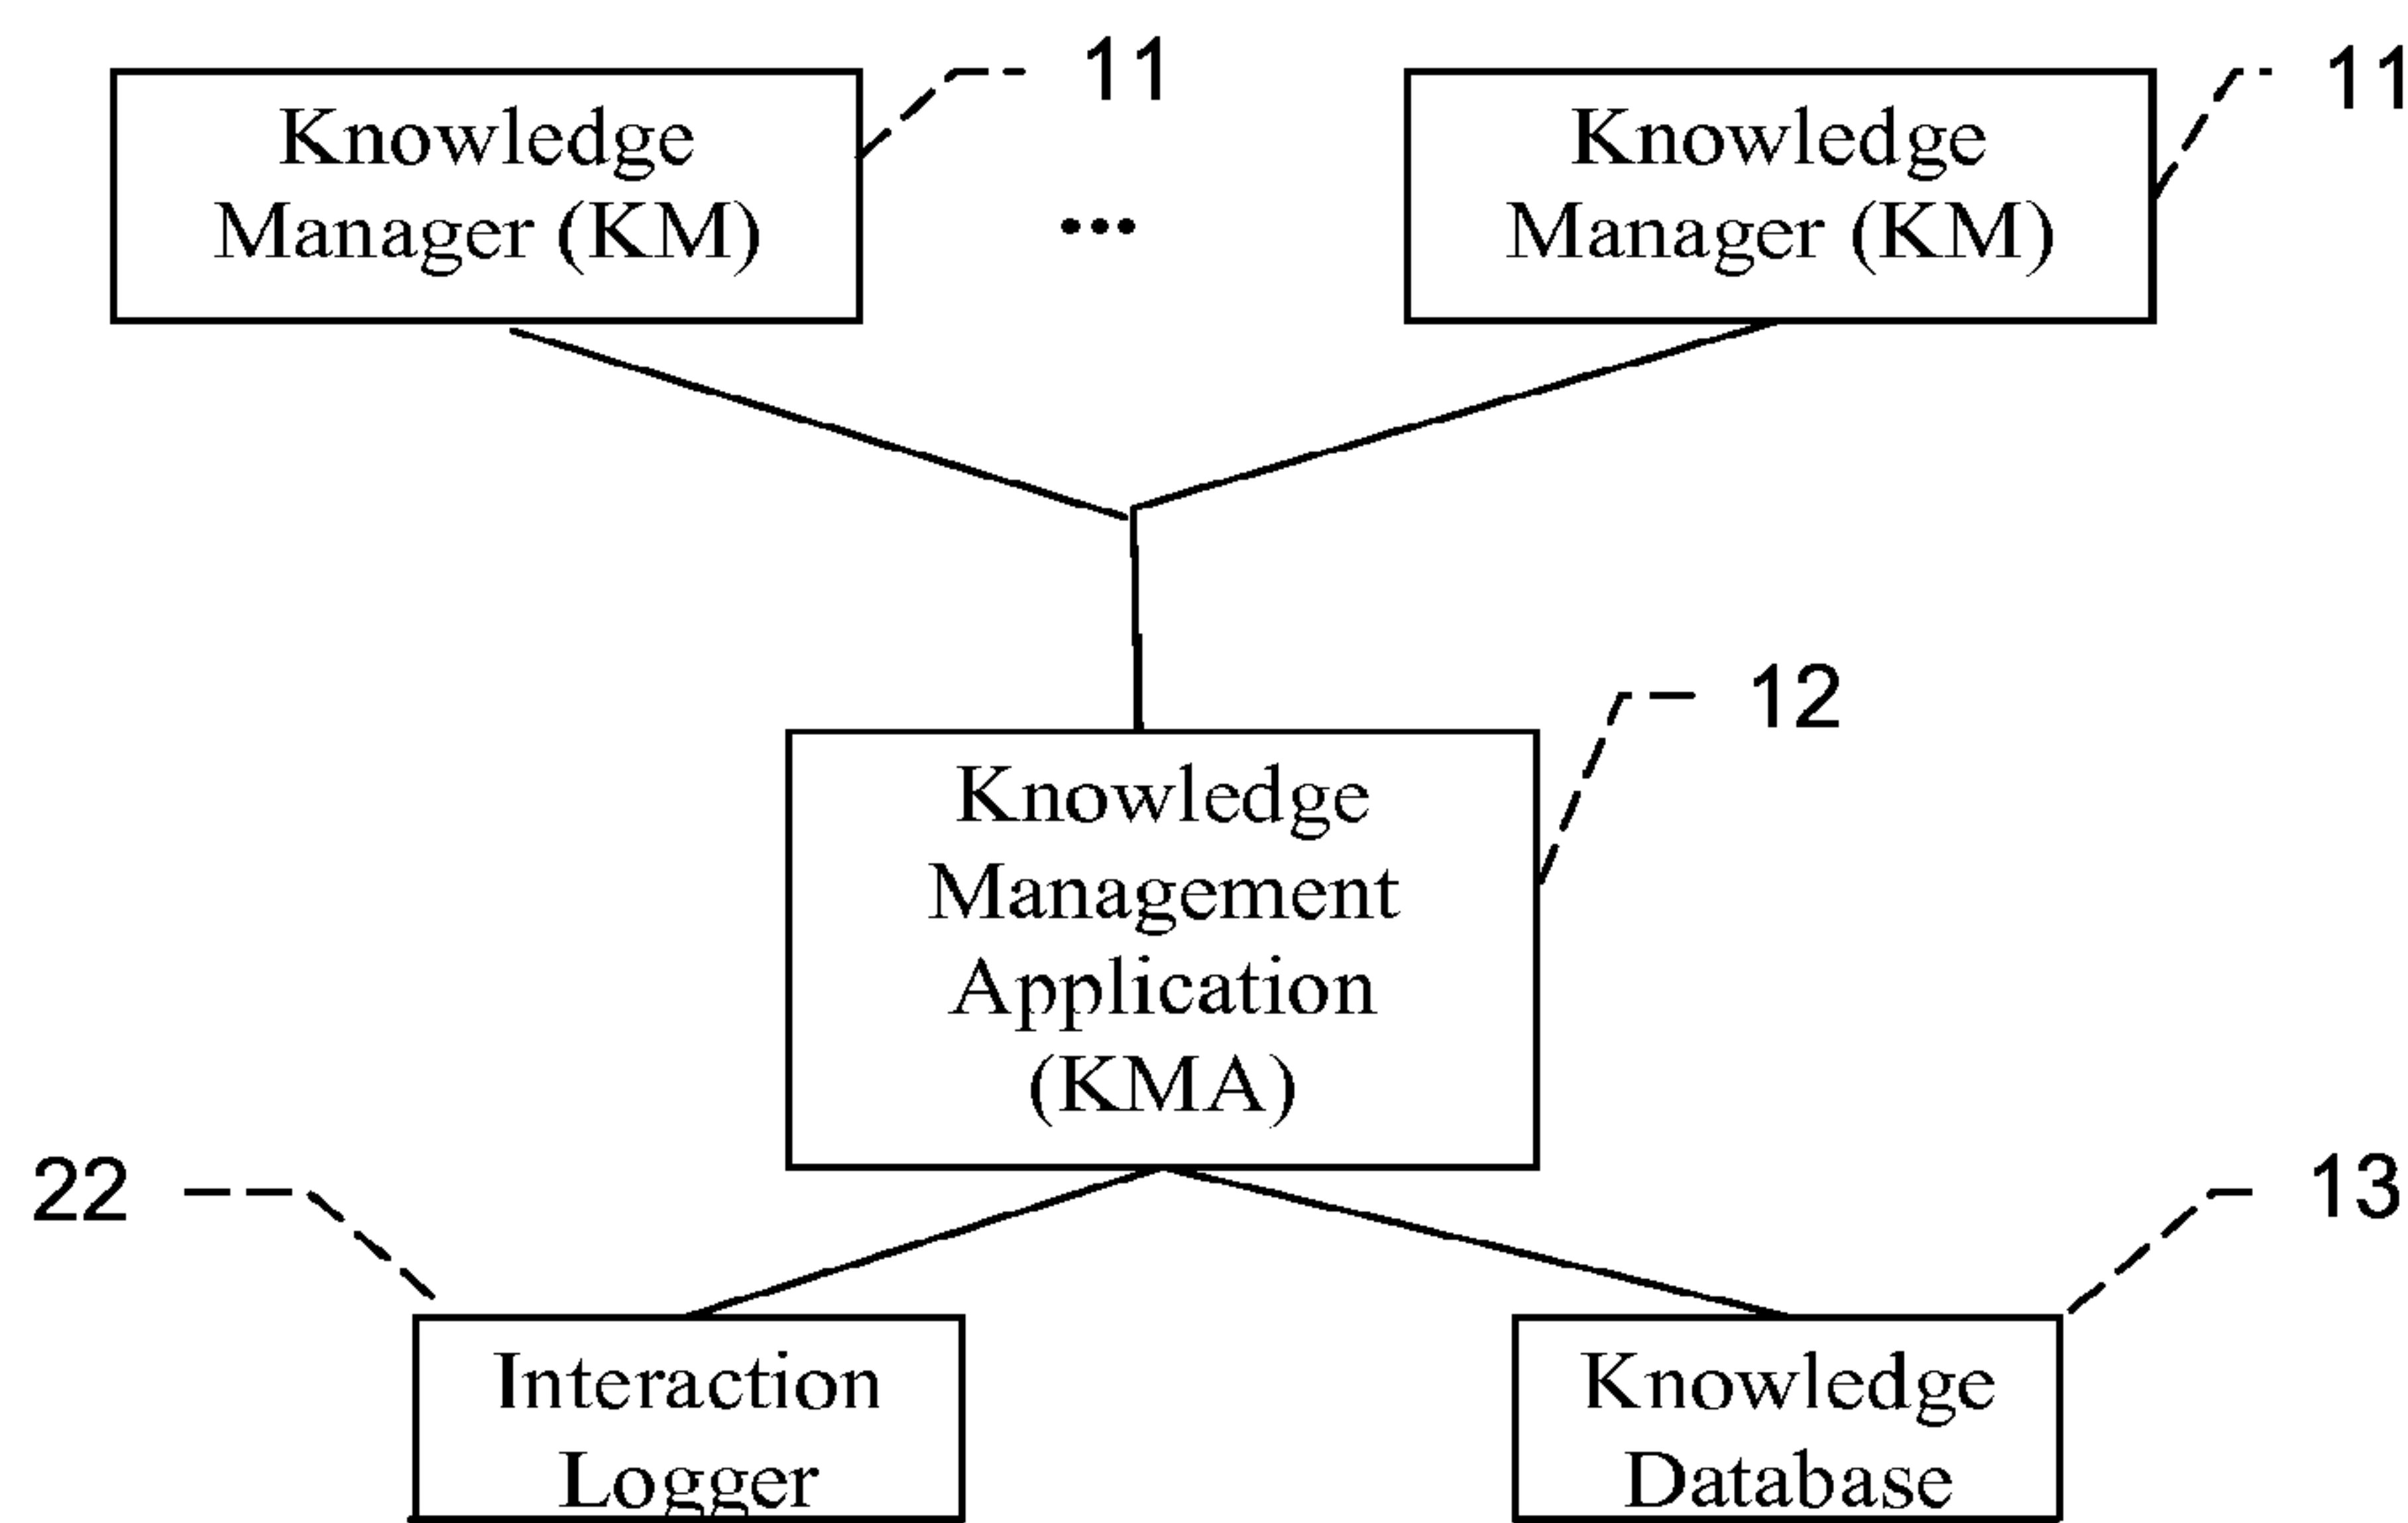 11
11
Knowledge
Manager (KM)
...
Knowledge
Manager (KM)
12
Knowledge
Management
Application
(KMA)
22
13
Interaction
Logger
Knowledge
Database